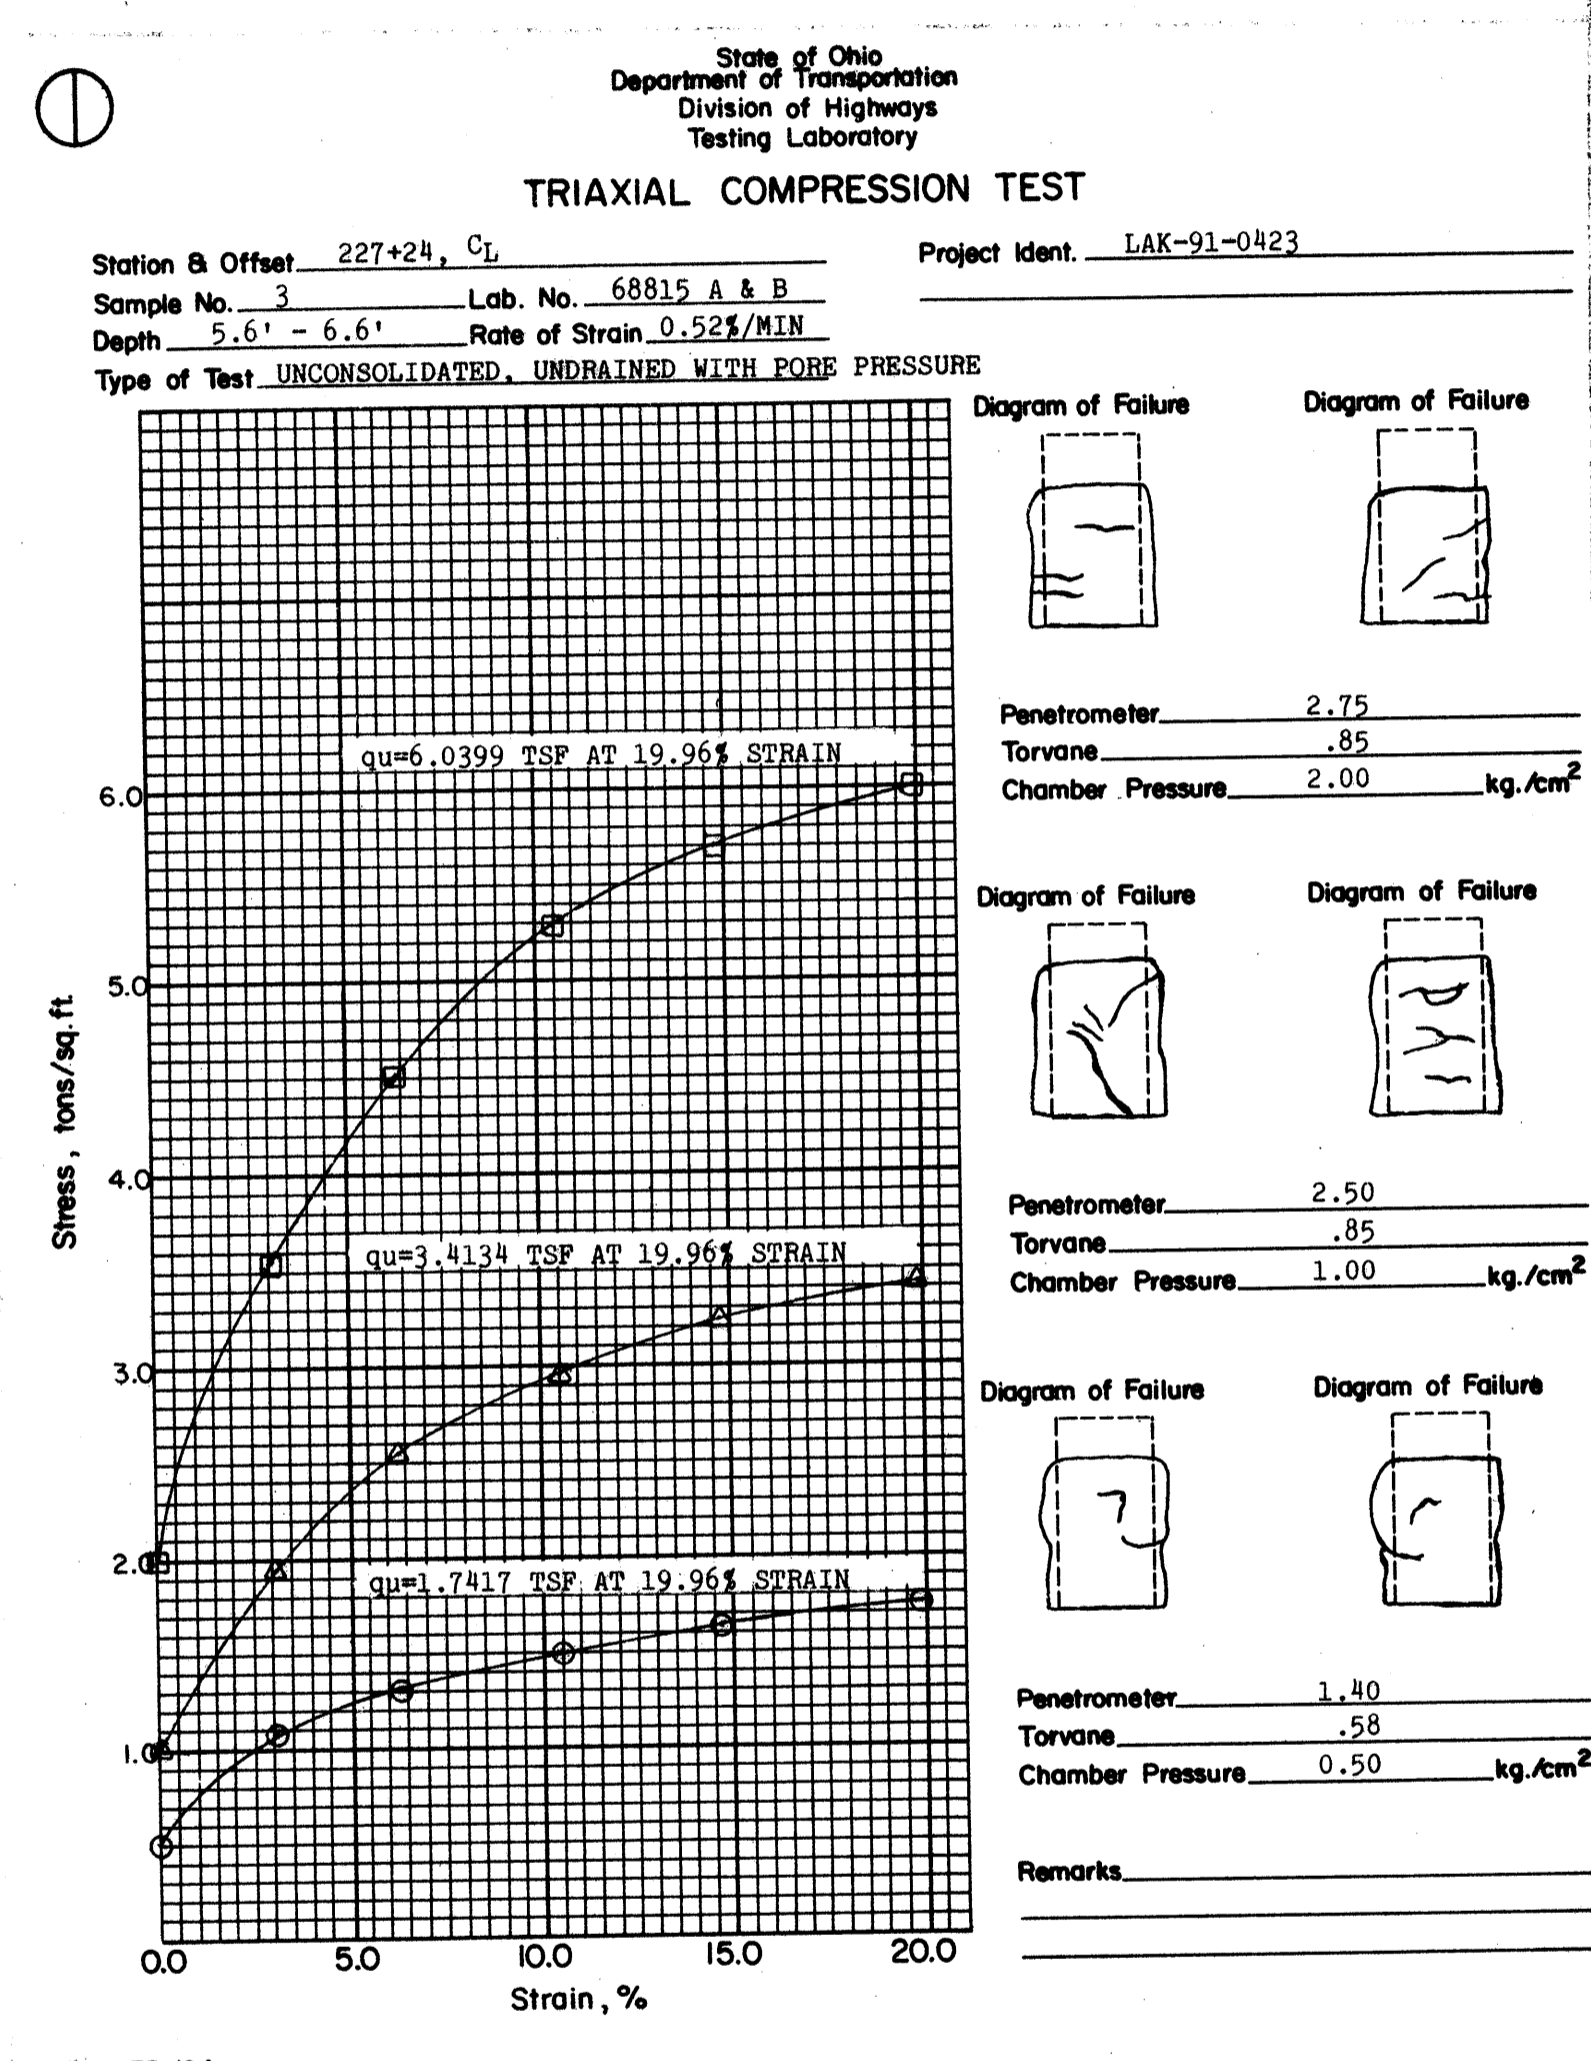 State of Ohio
Department of Transportation
Division of Highways
Testing Laboratory
TRIAXIAL COMPRESSION TEST
Station & Offset 227+24, CL
Project Ident. LAK-91-0423
Sample No. 3 Lab. No. 68815 A & B
Depth 5.6' - 6.6' Rate of Strain 0.52%/MIN
Type of Test UNCONSOLIDATED, UNDRAINED WITH PORE PRESSURE
Diagram of Failure Diagram of Failure
Penetrometer 2.75
Torvane .85
Chamber Pressure 2.00 kg./cm2
Diagram of Failure Diagram of Failure
Penetrometer 2.50
Torvane .85
Chamber Pressure 1.00 kg./cm2
Diagram of Failure Diagram of Failure
Penetrometer 1.40
Torvane .58
Chamber Pressure 0.50 kg./cm2
Remarks
qu=6.0399 TSF AT 19.96% STRAIN
qu=3.4134 TSF AT 19.96% STRAIN
qu=1.7417 TSF AT 19.96% STRAIN
Stress, tons/sq.ft.
6.0
5.0
4.0
3.0
2.0
1.0
0.0 5.0 10.0 15.0 20.0
Strain, %